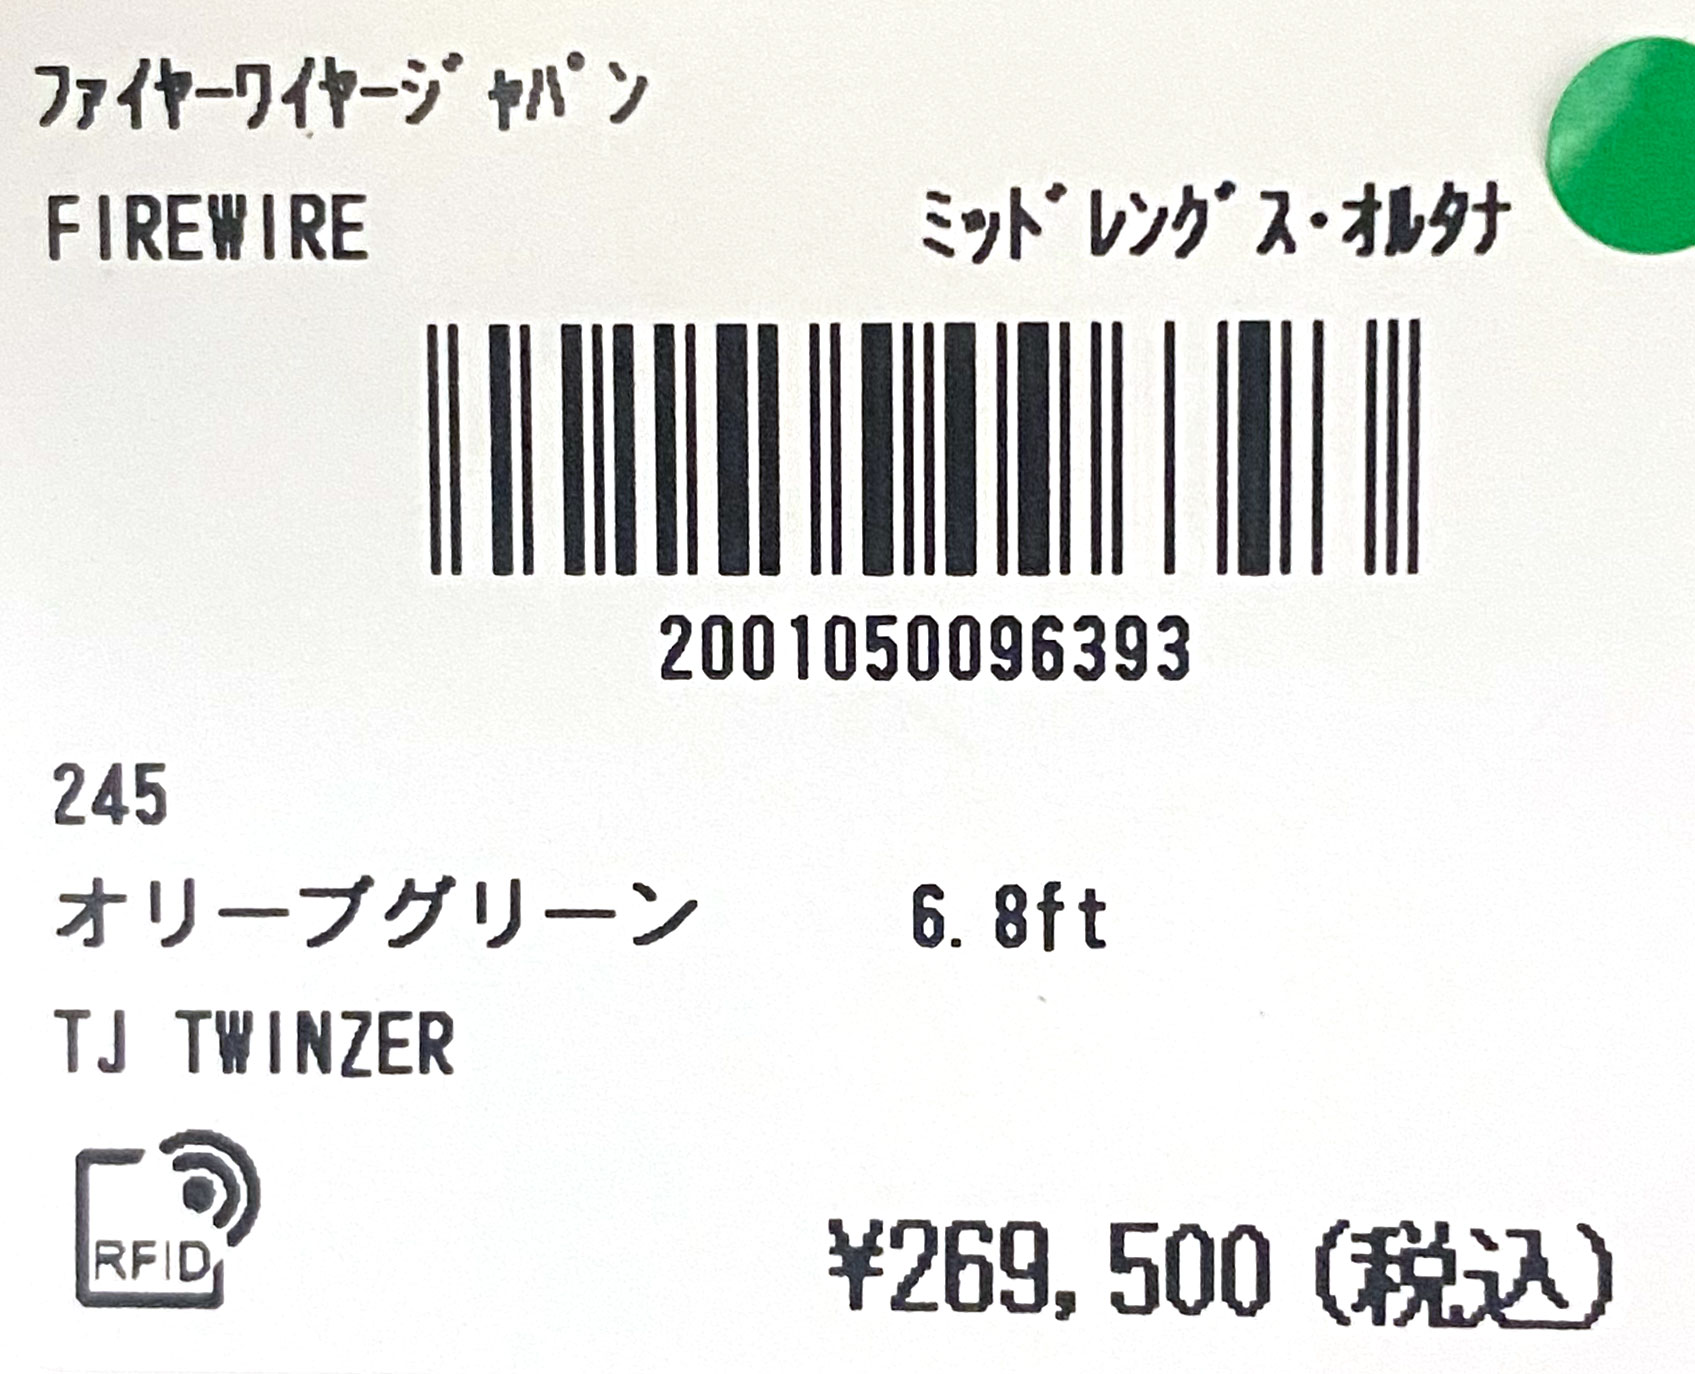 ﾌｧｲﾔｰﾜｲﾔｰｼﾞｬﾊﾟﾝ
FIREWIRE ﾐｯﾄﾞﾚﾝｸﾞｽ･ｵﾙﾀﾅ
2001050096393
245
オリーブグリーン 6.8ft
TJ TWINZER
RFID
¥269,500(税込)